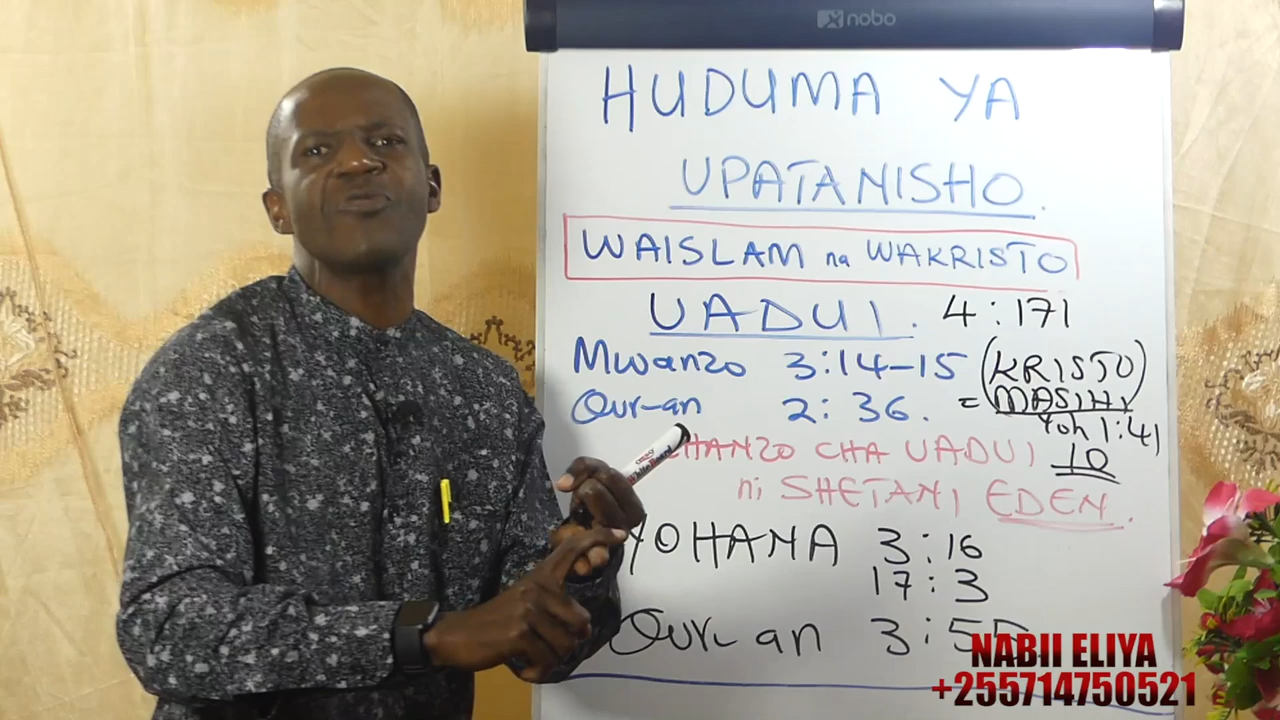 nobo
HUDUMA YA
UPATANISHO.
WAISLAM na WAKRISTO
UADUI. 4:171
Mwanzo 3:14-15 (KRISTO)
Qur-an 2:36. = MASIHI
Yoh 1:41
CHANZO CHA UADUI 10
ni SHETANI EDEN.
YOHANA 3:16
17:3
Qur-an 3:55
NABII ELIYA
+255714750521